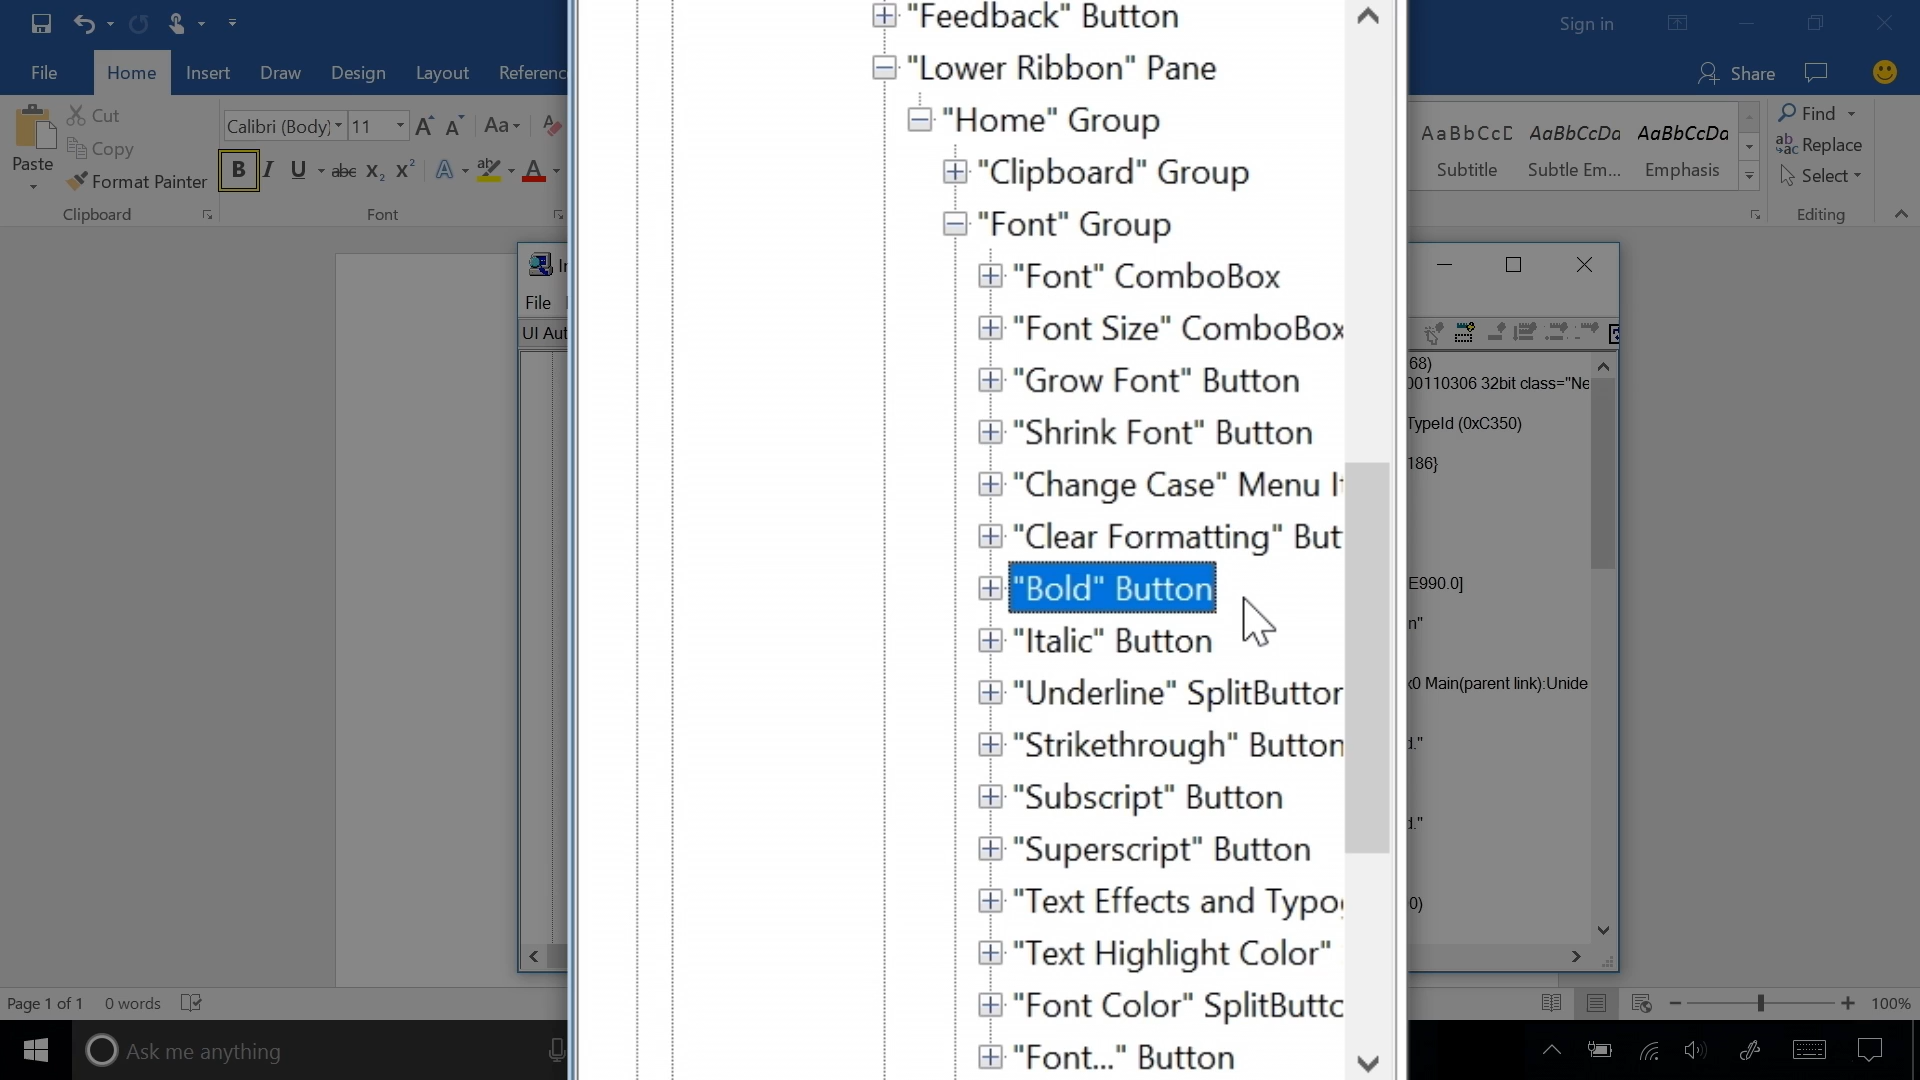 Sign in
File Home Insert Draw Design Layout
Share
Paste
Cut
Copy
Format Painter
Clipboard
Calibri (Body) 11
Aa
B I U abc X₂ X² A ab A
Font
AaBbCcD AaBbCcDa AaBbCcDa
Subtitle Subtle Em... Emphasis
Find
Replace
Select
Editing
File
"Feedback" Button
"Lower Ribbon" Pane
"Home" Group
"Clipboard" Group
"Font" Group
"Font" ComboBox
"Font Size" ComboBox
"Grow Font" Button
"Shrink Font" Button
"Change Case" Menu
"Clear Formatting" But
"Bold" Button
"Italic" Button
"Underline" SplitButton
"Strikethrough" Button
"Subscript" Button
"Superscript" Button
"Text Effects and Typo
"Text Highlight Color"
"Font Color" SplitButto
"Font..." Button
68)
00110306 32bit class="Ne
TypeId (0xC350)
186}
E990.0]
n"
Main(parent link):Unide
d."
d."
0)
Page 1 of 1 0 words
100%
Ask me anything